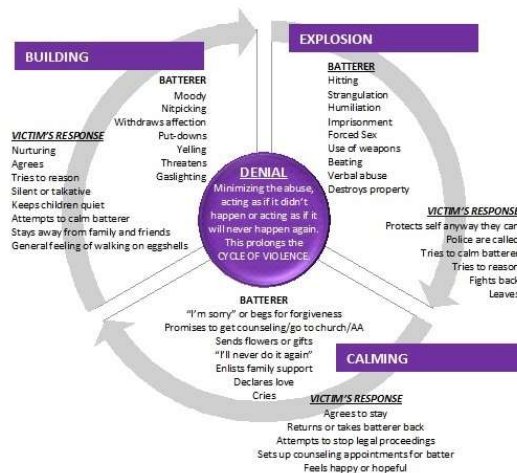 BUILDING
BATTERER
Moody
Nitpicking
Withdraws affection
Put-downs
Yelling
Threatens
Gaslighting
VICTIM'S RESPONSE
Nurturing
Agrees
Tries to reason
Silent or talkative
Keeps children quiet
Attempts to calm batterer
Stays away from family and friends
General feeling of walking on eggshells
EXPLOSION
BATTERER
Hitting
Strangulation
Humiliation
Imprisonment
Forced Sex
Use of weapons
Beating
Verbal abuse
Destroys property
VICTIM'S RESPONSE
Protects self anyway they can
Police are called
Tries to calm batterer
Tries to reason
Fights back
Leaves
DENIAL
Minimizing the abuse,
acting as if it didn't
happen or acting as if it
will never happen again.
This prolongs the
CYCLE OF VIOLENCE.
BATTERER
"I'm sorry" or begs for forgiveness
Promises to get counseling/go to church/AA
Sends flowers or gifts
"I'll never do it again"
Enlists family support
Declares love
Cries
CALMING
VICTIM'S RESPONSE
Agrees to stay
Returns or takes batterer back
Attempts to stop legal proceedings
Sets up counseling appointments for batter
Feels happy or hopeful